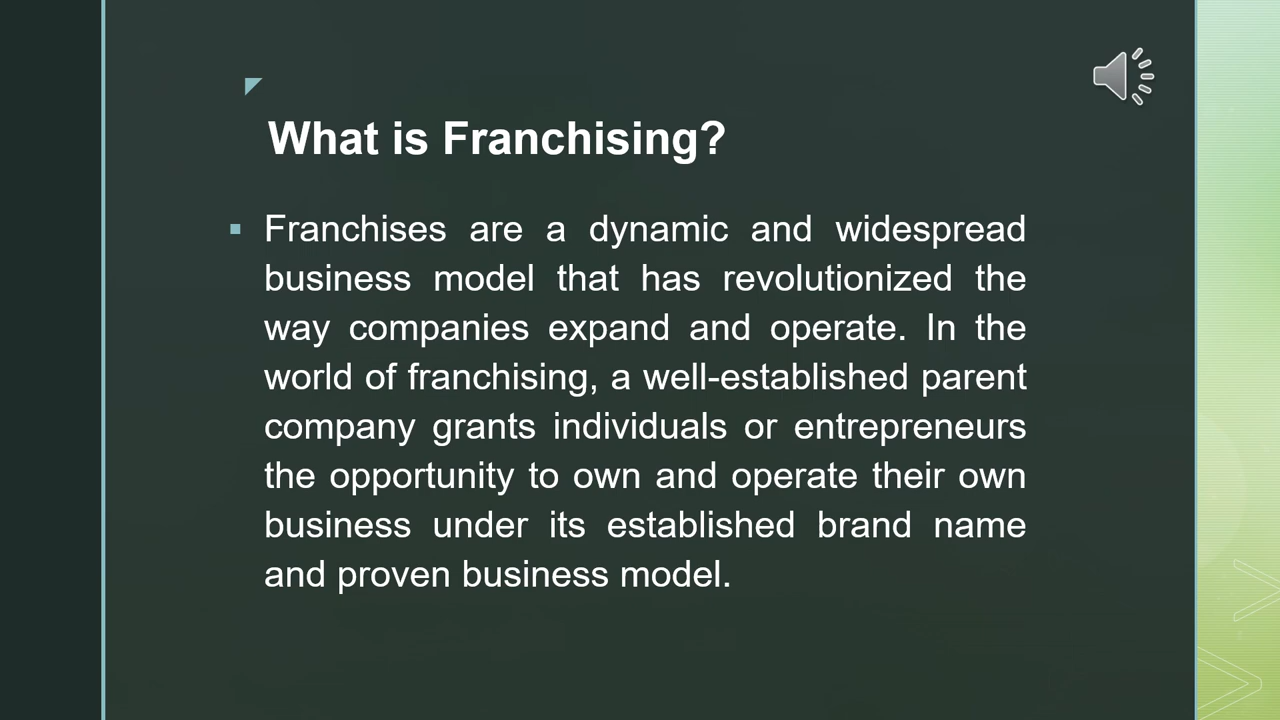 What is Franchising?
Franchises are a dynamic and widespread
business model that has revolutionized the
way companies expand and operate. In the
world of franchising, a well-established parent
company grants individuals or entrepreneurs
the opportunity to own and operate their own
business under its established brand name
and proven business model.